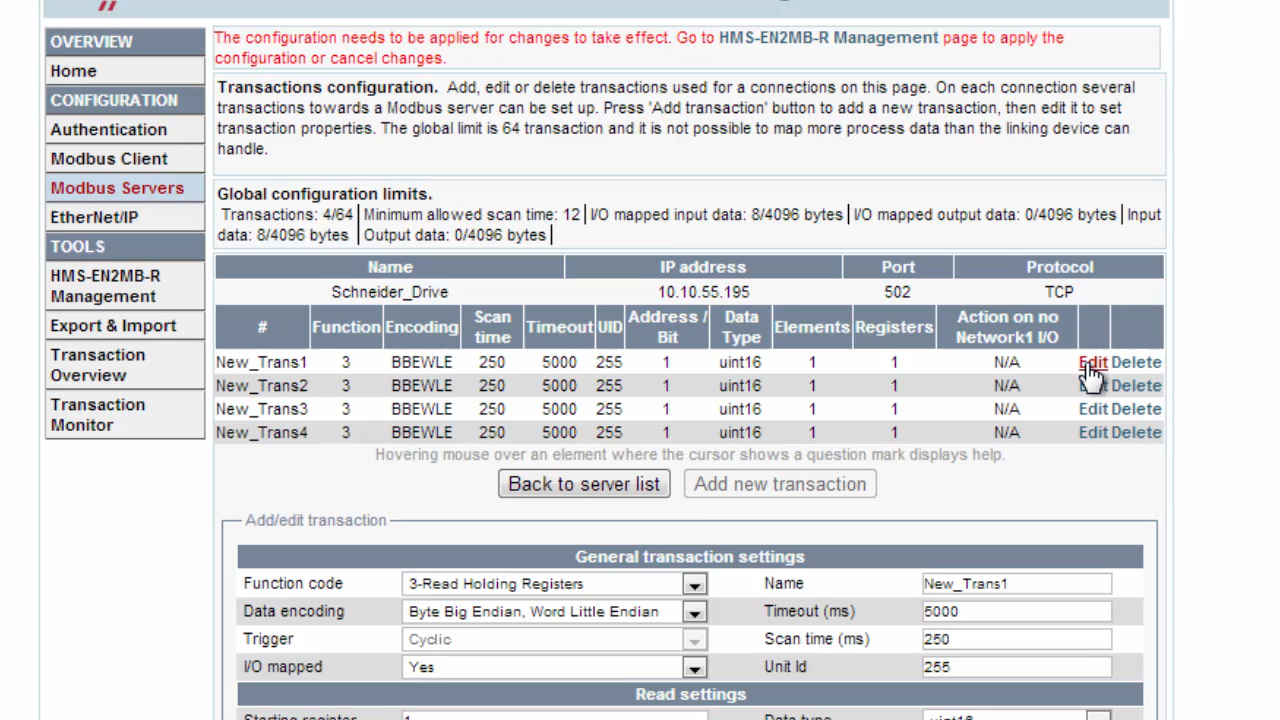 OVERVIEW
Home
CONFIGURATION
Authentication
Modbus Client
Modbus Servers
EtherNet/IP
TOOLS
HMS-EN2MB-R
Management
Export & Import
Transaction
Overview
Transaction
Monitor
The configuration needs to be applied for changes to take effect. Go to HMS-EN2MB-R Management page to apply the
configuration or cancel changes.
Transactions configuration. Add, edit or delete transactions used for a connections on this page. On each connection several
transactions towards a Modbus server can be set up. Press 'Add transaction' button to add a new transaction, then edit it to set
transaction properties. The global limit is 64 transaction and it is not possible to map more process data than the linking device can
handle.
Global configuration limits.
Transactions: 4/64 Minimum allowed scan time: 12 I/O mapped input data: 8/4096 bytes I/O mapped output data: 0/4096 bytes Input
data: 8/4096 bytes Output data: 0/4096 bytes
Name IP address Port Protocol
Schneider_Drive 10.10.55.195 502 TCP
# Function Encoding Scan time Timeout UID Address / Bit Data Type Elements Registers Action on no Network1 I/O
New_Trans1 3 BBEWLE 250 5000 255 1 uint16 1 1 N/A Edit Delete
New_Trans2 3 BBEWLE 250 5000 255 1 uint16 1 1 N/A Delete
New_Trans3 3 BBEWLE 250 5000 255 1 uint16 1 1 N/A Edit Delete
New_Trans4 3 BBEWLE 250 5000 255 1 uint16 1 1 N/A Edit Delete
Hovering mouse over an element where the cursor shows a question mark displays help.
Back to server list Add new transaction
Add/edit transaction
General transaction settings
Function code 3-Read Holding Registers Name New_Trans1
Data encoding Byte Big Endian, Word Little Endian Timeout (ms) 5000
Trigger Cyclic Scan time (ms) 250
I/O mapped Yes Unit Id 255
Read settings
Starting register 1 Data type uint16